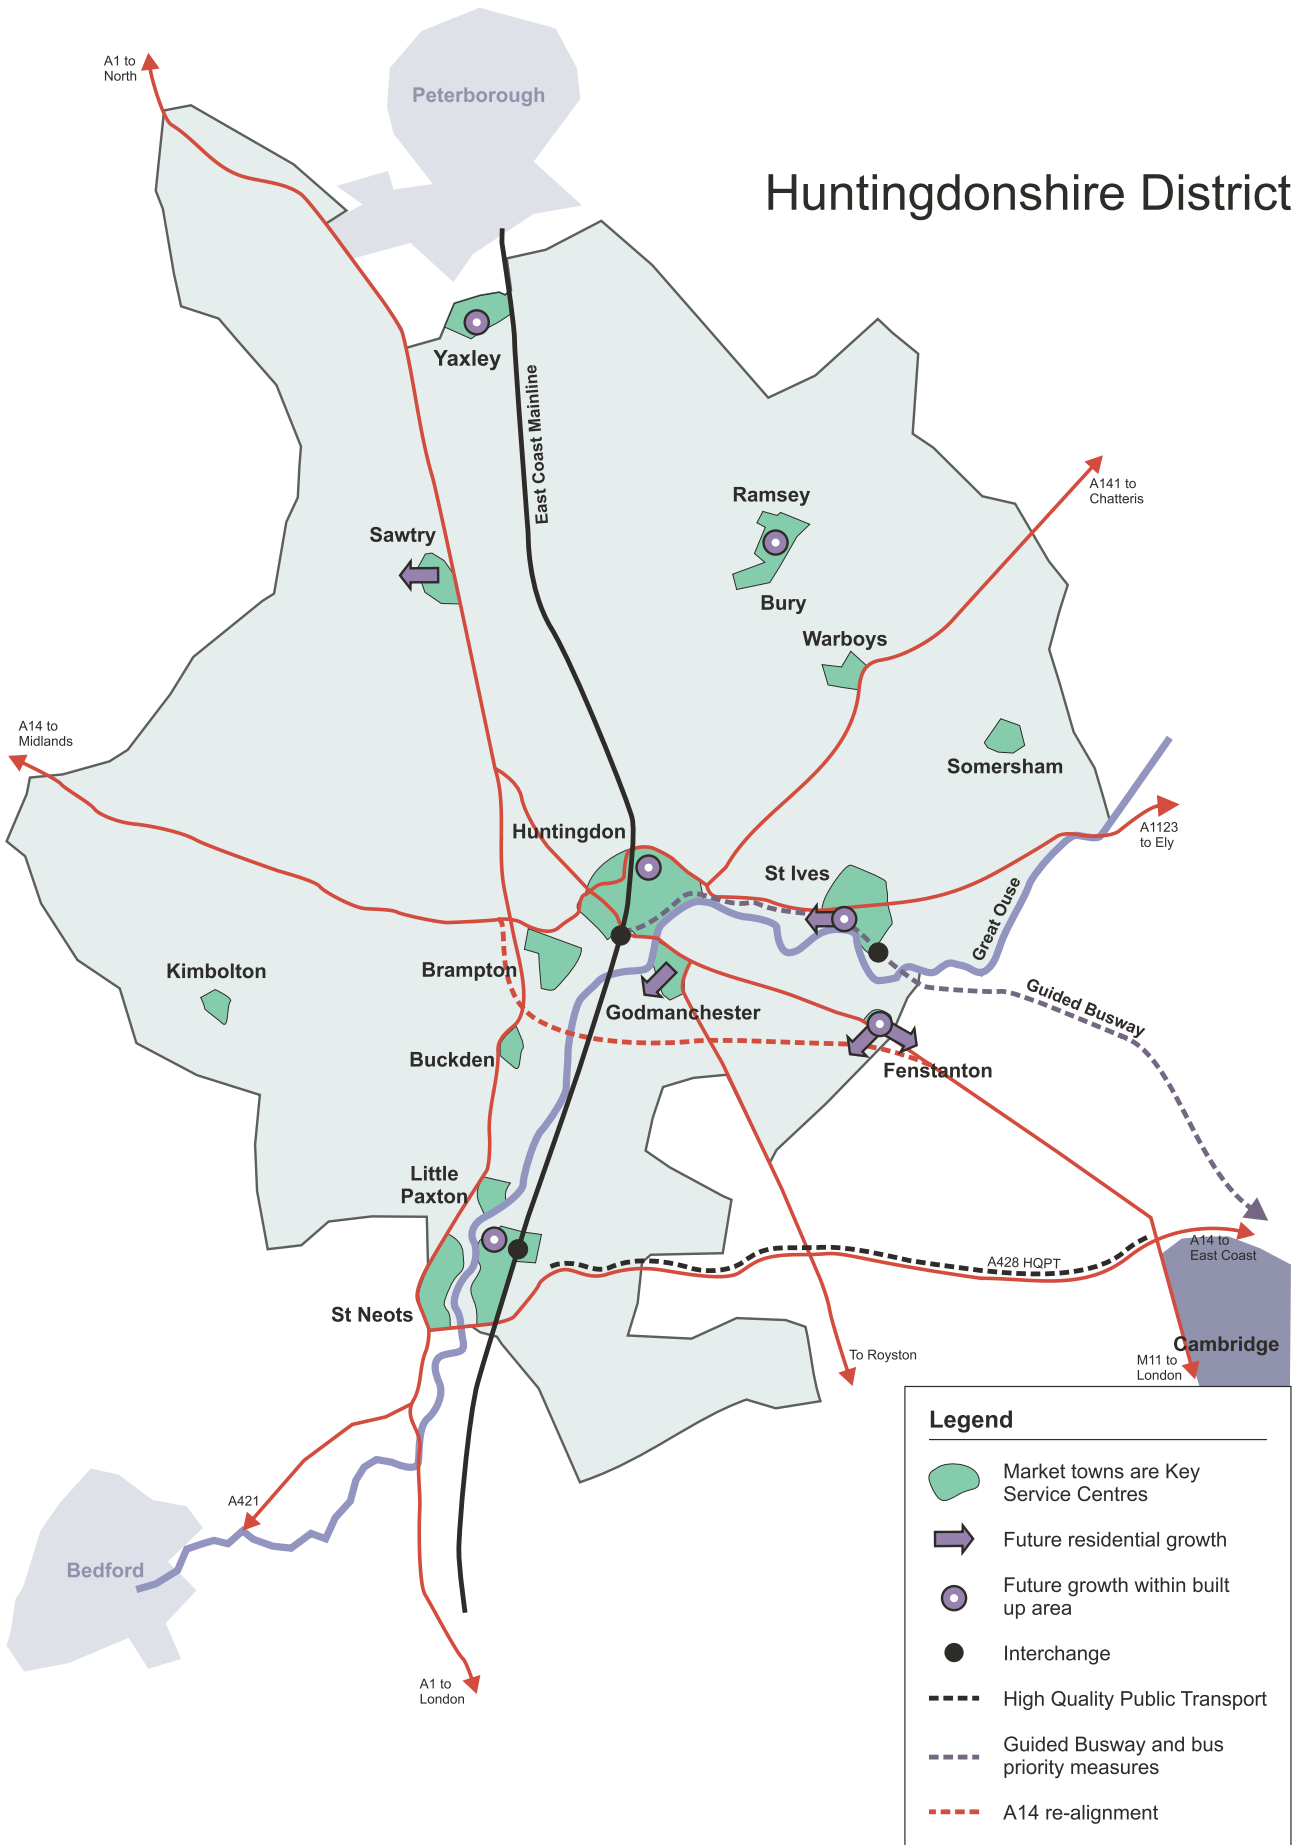 A1 to
North
Peterborough
Huntingdonshire District
Yaxley
East Coast Mainline
Ramsey
A141 to
Chatteris
Sawtry
Bury
Warboys
A14 to
Midlands
Somersham
Huntingdon
A1123
to Ely
St Ives
Great Ouse
Kimbolton
Brampton
Guided Busway
Godmanchester
Buckden
Fenstanton
Little
Paxton
A14 to
East Coast
A428 HQPT
St Neots
Cambridge
To Royston
M11 to
London
Legend
Market towns are Key
Service Centres
A421
Future residential growth
Bedford
Future growth within built
up area
Interchange
A1 to
London
High Quality Public Transport
Guided Busway and bus
priority measures
A14 re-alignment